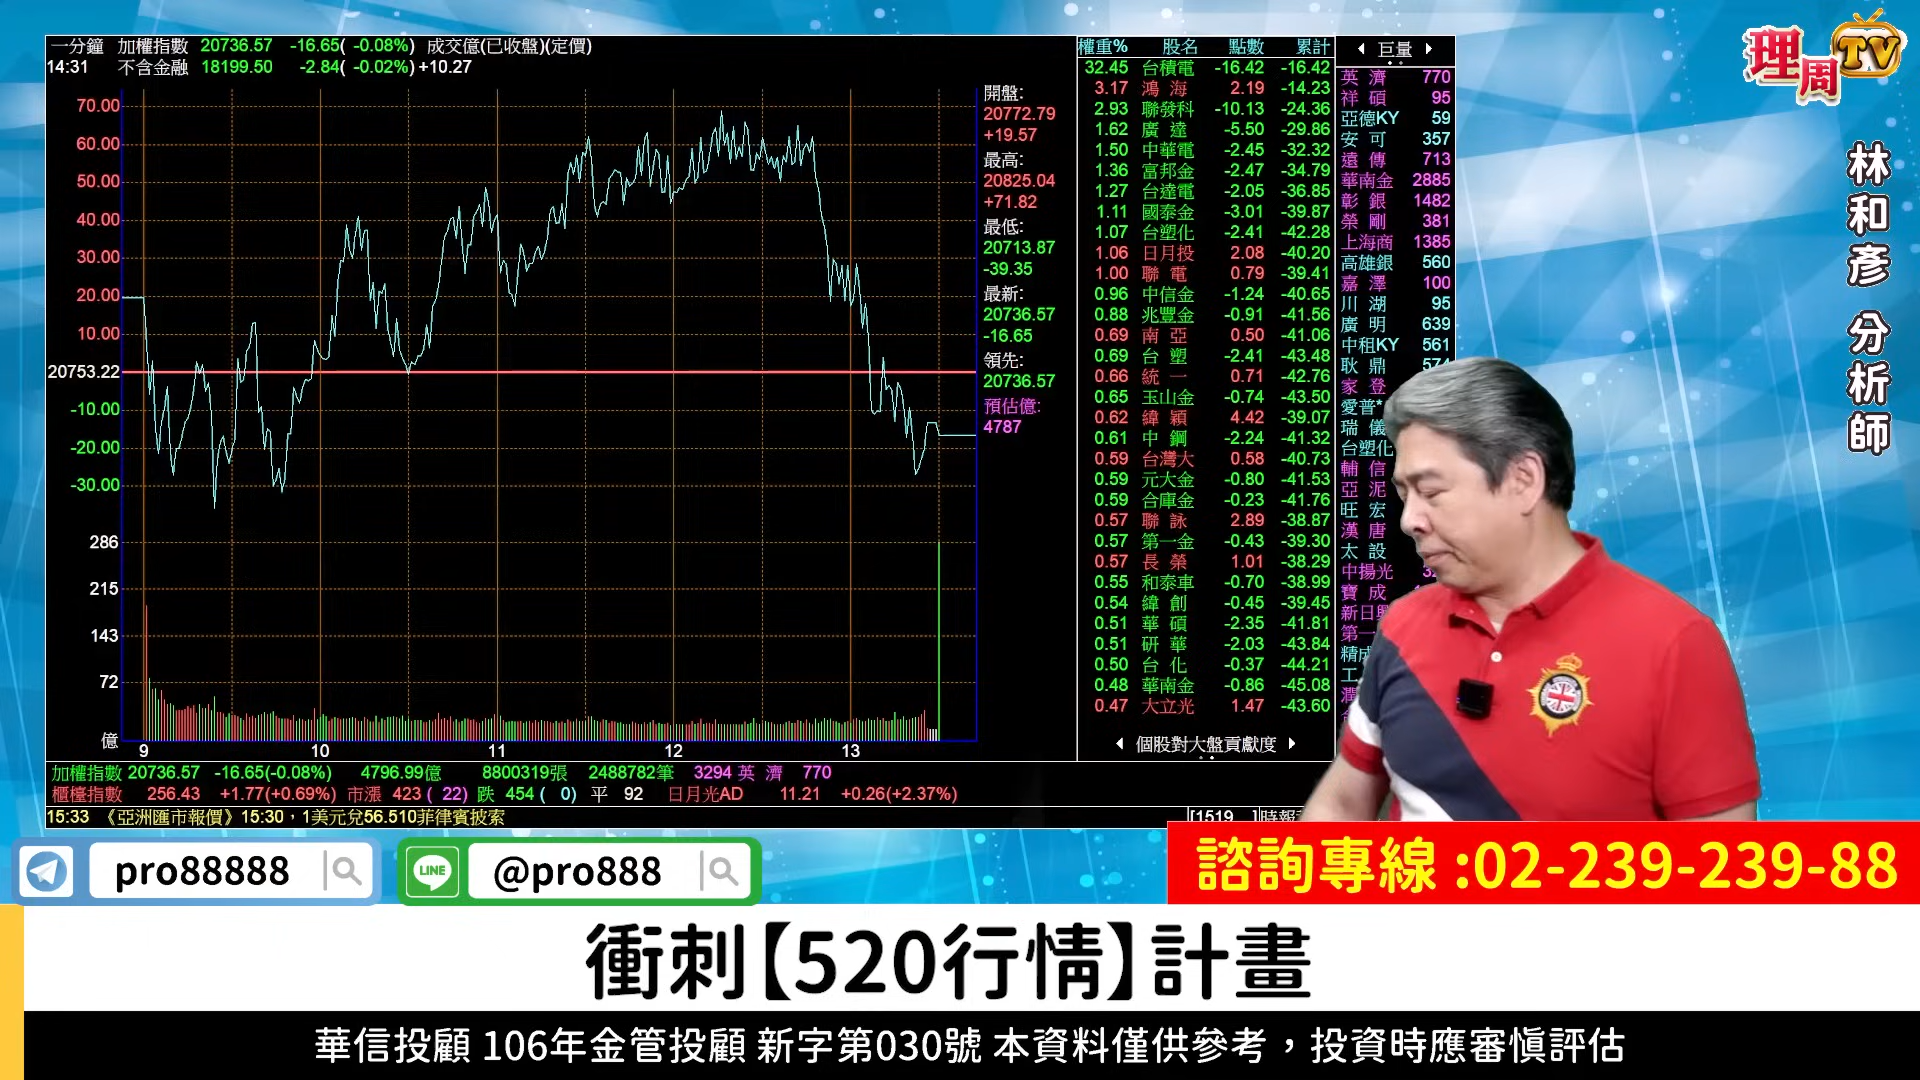 一分鐘 加權指數 20736.57 -16.65( -0.08%) 成交億(已收盤)(定價)
14:31 不含金融 18199.50 -2.84( -0.02%) +10.27
70.00
60.00
50.00
40.00
30.00
20.00
10.00
20753.22
-10.00
-20.00
-30.00
286
215
143
72
億
9 10 11 12 13
開盤:
20772.79
+19.57
最高:
20825.04
+71.82
最低:
20713.87
-39.35
最新:
20736.57
-16.65
領先:
20736.57
預估億:
4787
權重% 股名 點數 累計
32.45 台積電 -16.42 -16.42
3.17 鴻海 2.19 -14.23
2.93 聯發科 -10.13 -24.36
1.62 廣達 -5.50 -29.86
1.50 中華電 -2.45 -32.32
1.36 富邦金 -2.47 -34.79
1.27 台達電 -2.05 -36.85
1.11 國泰金 -3.01 -39.87
1.07 台塑化 -2.41 -42.28
1.06 日月投 2.08 -40.20
1.00 聯電 0.79 -39.41
0.96 中信金 -1.24 -40.65
0.88 兆豐金 -0.91 -41.56
0.69 南亞 0.50 -41.06
0.69 台塑 -2.41 -43.48
0.66 統一 0.71 -42.76
0.65 玉山金 -0.74 -43.50
0.62 緯穎 4.42 -39.07
0.61 中鋼 -2.24 -41.32
0.59 台灣大 0.58 -40.73
0.59 元大金 -0.80 -41.53
0.59 合庫金 -0.23 -41.76
0.57 聯詠 2.89 -38.87
0.57 第一金 -0.43 -39.30
0.57 長榮 1.01 -38.29
0.55 和泰車 -0.70 -38.99
0.54 緯創 -0.45 -39.45
0.51 華碩 -2.35 -41.81
0.51 研華 -2.03 -43.84
0.50 台化 -0.37 -44.21
0.48 華南金 -0.86 -45.08
0.47 大立光 1.47 -43.60
個股對大盤貢獻度
巨量
英濟 770
祥碩 95
亞德KY 59
安可 357
遠傳 713
華南金 2885
彰銀 1482
榮剛 381
上海商 1385
高雄銀 560
嘉澤 100
川湖 95
廣明 639
中租KY 561
耿鼎 574
家登
愛普*
瑞儀
台塑化
輔信
亞泥
旺宏
漢唐
太設
中揚光
寶成
新日興
第一
精成
工
潤
加權指數 20736.57 -16.65(-0.08%) 4796.99億 8800319張 2488782筆 3294 英濟 770
櫃檯指數 256.43 +1.77(+0.69%) 市漲 423 ( 22) 跌 454 ( 0) 平 92 日月光AD 11.21 +0.26(+2.37%)
15:33 《亞洲匯市報價》15:30，1美元兌56.510菲律賓披索
[1519 ]時報
理周TV
林和彥 分析師
pro88888
LINE
@pro888
諮詢專線 :02-239-239-88
衝刺【520行情】計畫
華信投顧 106年金管投顧 新字第030號 本資料僅供參考，投資時應審慎評估